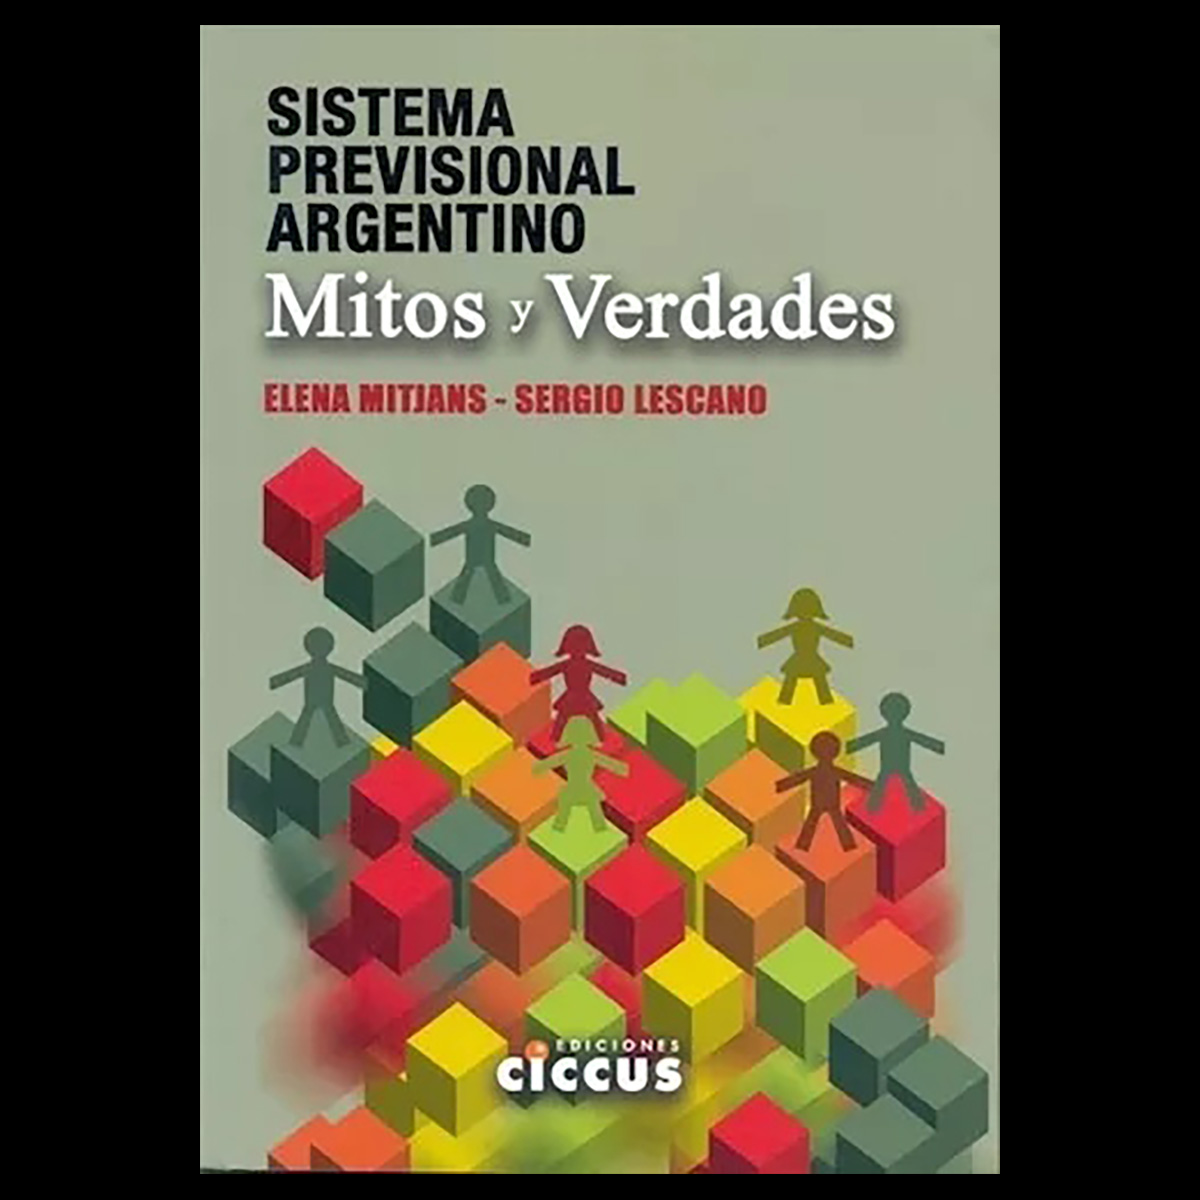 SISTEMA
PREVISIONAL
ARGENTINO
Mitos y Verdades
ELENA MITJANS - SERGIO LESCANO
EDICIONES
CICCUS